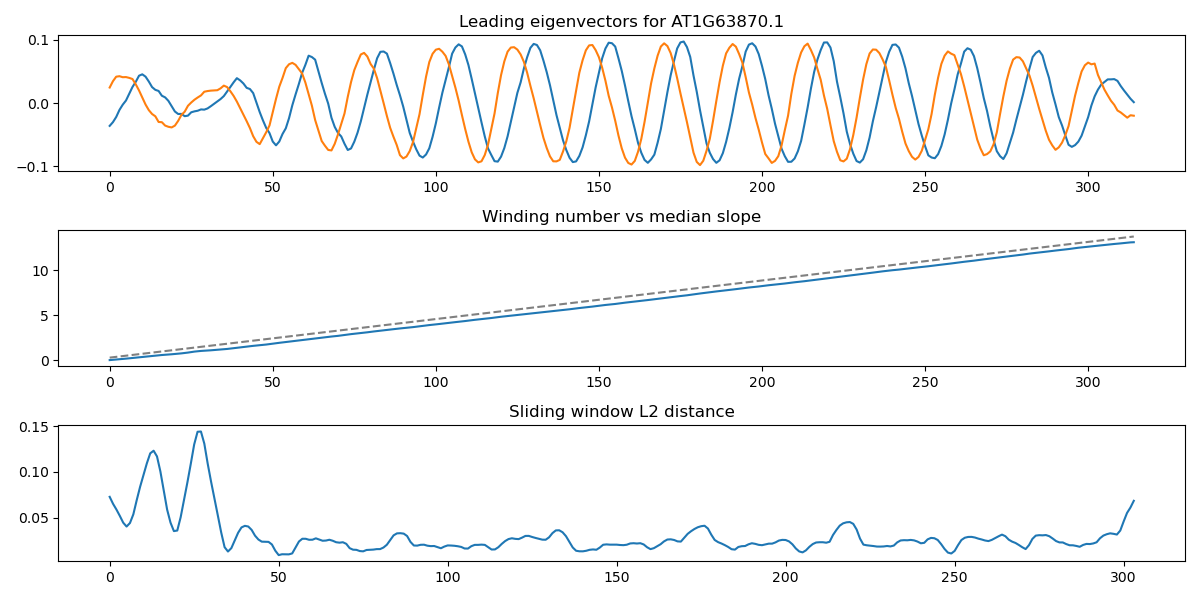 Leading eigenvectors for AT1G63870.1
0.1
0.0
−0.1
0 50 100 150 200 250 300
Winding number vs median slope
10
5
0
0 50 100 150 200 250 300
Sliding window L2 distance
0.15
0.10
0.05
0 50 100 150 200 250 300